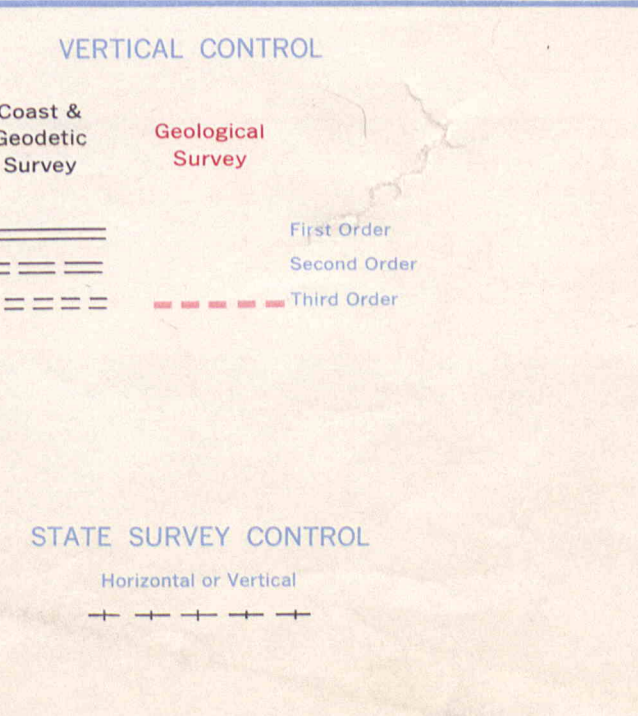 VERTICAL CONTROL
Coast &
Geodetic
Survey
Geological
Survey
First Order
Second Order
Third Order
STATE SURVEY CONTROL
Horizontal or Vertical